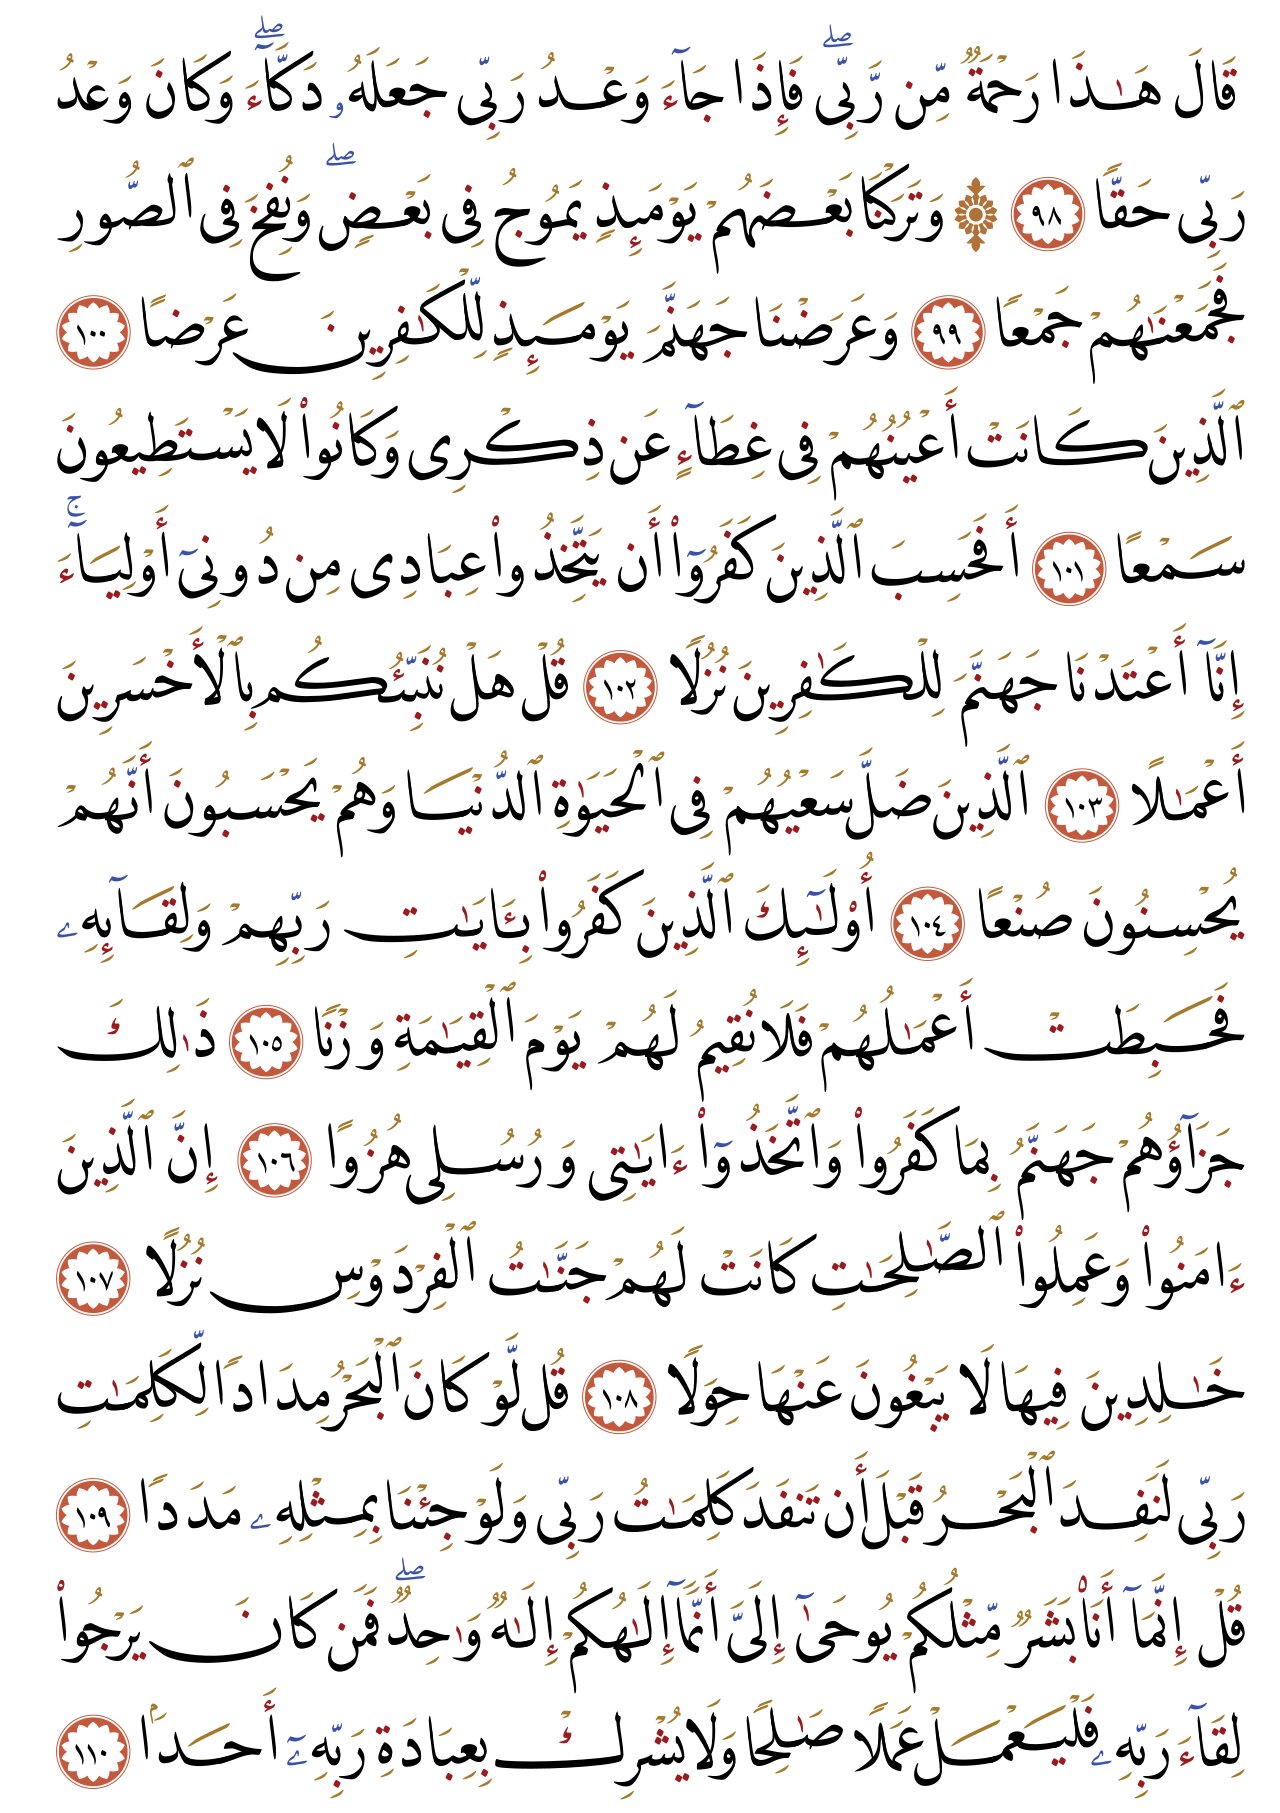 قَالَ هَـٰذَا رَحْمَةٌ مِّن رَّبِّى ۖ فَإِذَا جَآءَ وَعْدُ رَبِّى جَعَلَهُۥ دَكَّآءَ ۖ وَكَانَ وَعْدُ
رَبِّى حَقًّا ٩٨ ۞ وَتَرَكْنَا بَعْضَهُمْ يَوْمَئِذٍ يَمُوجُ فِى بَعْضٍ ۖ وَنُفِخَ فِى ٱلصُّورِ
فَجَمَعْنَـٰهُمْ جَمْعًا ٩٩ وَعَرَضْنَا جَهَنَّمَ يَوْمَئِذٍ لِّلْكَـٰفِرِينَ عَرْضًا ١٠٠
ٱلَّذِينَ كَانَتْ أَعْيُنُهُمْ فِى غِطَآءٍ عَن ذِكْرِى وَكَانُوا۟ لَا يَسْتَطِيعُونَ
سَمْعًا ١٠١ أَفَحَسِبَ ٱلَّذِينَ كَفَرُوٓا۟ أَن يَتَّخِذُوا۟ عِبَادِى مِن دُونِىٓ أَوْلِيَآءَ ۚ
إِنَّآ أَعْتَدْنَا جَهَنَّمَ لِلْكَـٰفِرِينَ نُزُلًا ١٠٢ قُلْ هَلْ نُنَبِّئُكُم بِٱلْأَخْسَرِينَ
أَعْمَـٰلًا ١٠٣ ٱلَّذِينَ ضَلَّ سَعْيُهُمْ فِى ٱلْحَيَوٰةِ ٱلدُّنْيَا وَهُمْ يَحْسَبُونَ أَنَّهُمْ
يُحْسِنُونَ صُنْعًا ١٠٤ أُو۟لَـٰٓئِكَ ٱلَّذِينَ كَفَرُوا۟ بِـَٔايَـٰتِ رَبِّهِمْ وَلِقَآئِهِۦ
فَحَبِطَتْ أَعْمَـٰلُهُمْ فَلَا نُقِيمُ لَهُمْ يَوْمَ ٱلْقِيَـٰمَةِ وَزْنًا ١٠٥ ذَٰلِكَ
جَزَآؤُهُمْ جَهَنَّمُ بِمَا كَفَرُوا۟ وَٱتَّخَذُوٓا۟ ءَايَـٰتِى وَرُسُلِى هُزُوًا ١٠٦ إِنَّ ٱلَّذِينَ
ءَامَنُوا۟ وَعَمِلُوا۟ ٱلصَّـٰلِحَـٰتِ كَانَتْ لَهُمْ جَنَّـٰتُ ٱلْفِرْدَوْسِ نُزُلًا ١٠٧
خَـٰلِدِينَ فِيهَا لَا يَبْغُونَ عَنْهَا حِوَلًا ١٠٨ قُل لَّوْ كَانَ ٱلْبَحْرُ مِدَادًا لِّكَلِمَـٰتِ
رَبِّى لَنَفِدَ ٱلْبَحْرُ قَبْلَ أَن تَنفَدَ كَلِمَـٰتُ رَبِّى وَلَوْ جِئْنَا بِمِثْلِهِۦ مَدَدًا ١٠٩
قُلْ إِنَّمَآ أَنَا۠ بَشَرٌ مِّثْلُكُمْ يُوحَىٰٓ إِلَىَّ أَنَّمَآ إِلَـٰهُكُمْ إِلَـٰهٌ وَٰحِدٌ ۖ فَمَن كَانَ يَرْجُوا۟
لِقَآءَ رَبِّهِۦ فَلْيَعْمَلْ عَمَلًا صَـٰلِحًا وَلَا يُشْرِكْ بِعِبَادَةِ رَبِّهِۦٓ أَحَدًۢا ١١٠